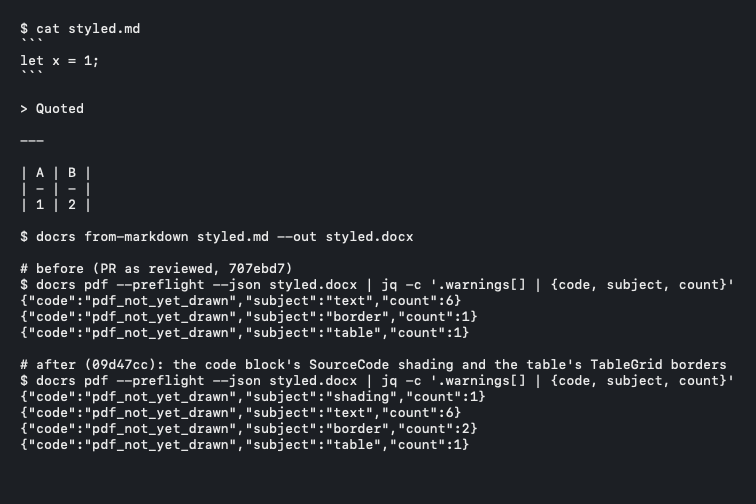 $ cat styled.md
```
let x = 1;
```
> Quoted
---
| A | B |
| - | - |
| 1 | 2 |
$ docrs from-markdown styled.md --out styled.docx
# before (PR as reviewed, 707ebd7)
$ docrs pdf --preflight --json styled.docx | jq -c '.warnings[] | {code, subject, count}'
{"code":"pdf_not_yet_drawn","subject":"text","count":6}
{"code":"pdf_not_yet_drawn","subject":"border","count":1}
{"code":"pdf_not_yet_drawn","subject":"table","count":1}
# after (09d47cc): the code block's SourceCode shading and the table's TableGrid borders
$ docrs pdf --preflight --json styled.docx | jq -c '.warnings[] | {code, subject, count}'
{"code":"pdf_not_yet_drawn","subject":"shading","count":1}
{"code":"pdf_not_yet_drawn","subject":"text","count":6}
{"code":"pdf_not_yet_drawn","subject":"border","count":2}
{"code":"pdf_not_yet_drawn","subject":"table","count":1}